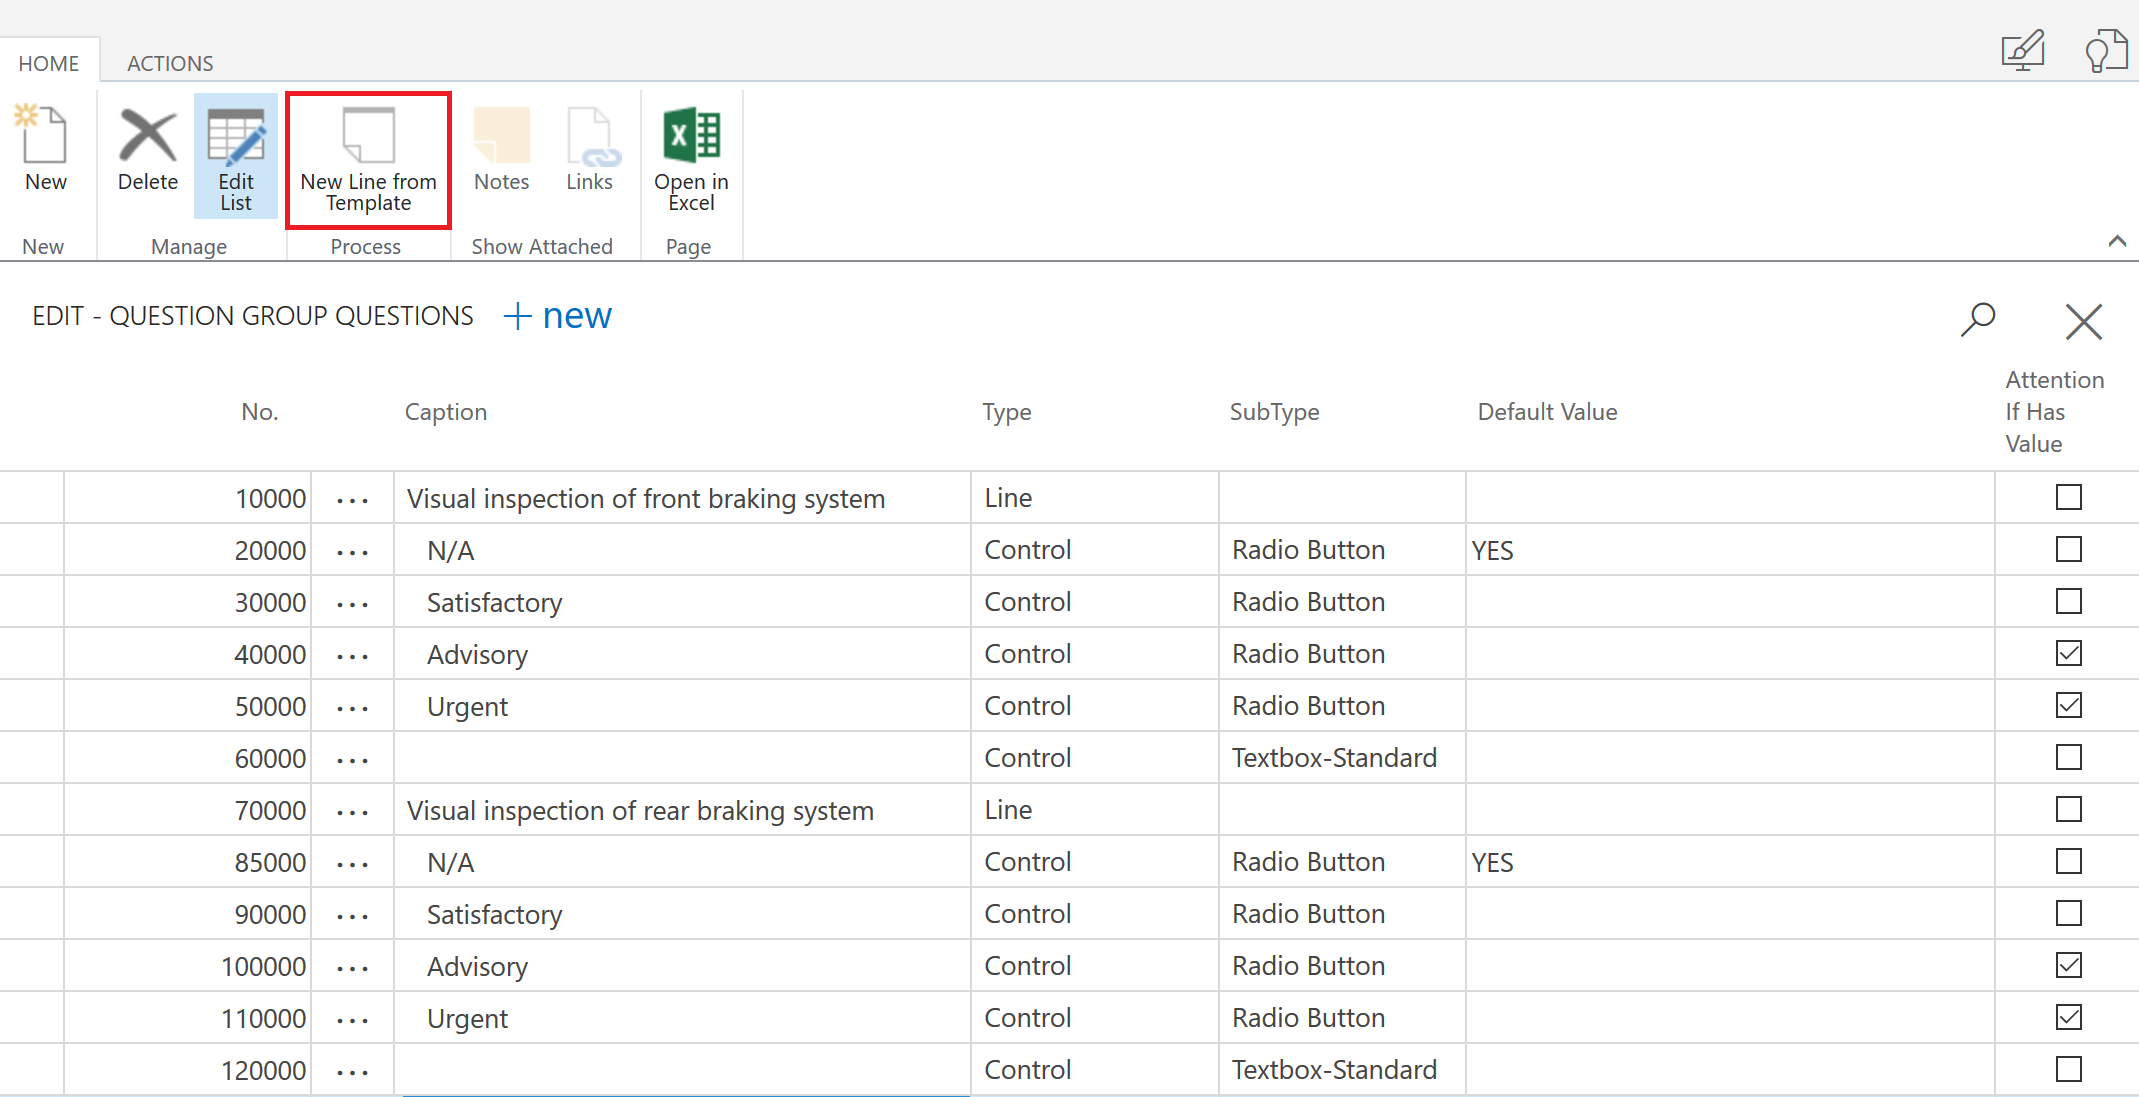 HOME ACTIONS
New Delete Edit List New Line from Template Notes Links Open in Excel
New Manage Process Show Attached Page
EDIT - QUESTION GROUP QUESTIONS + new
No. Caption Type SubType Default Value Attention If Has Value
10000 ... Visual inspection of front braking system Line
20000 ... N/A Control Radio Button YES
30000 ... Satisfactory Control Radio Button
40000 ... Advisory Control Radio Button
50000 ... Urgent Control Radio Button
60000 ... Control Textbox-Standard
70000 ... Visual inspection of rear braking system Line
85000 ... N/A Control Radio Button YES
90000 ... Satisfactory Control Radio Button
100000 ... Advisory Control Radio Button
110000 ... Urgent Control Radio Button
120000 ... Control Textbox-Standard